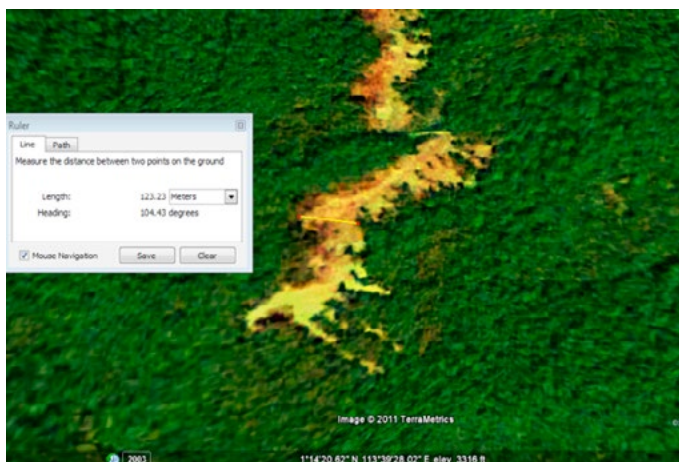 Ruler
Line Path
Measure the distance between two points on the ground
Length: 123.23 Meters
Heading: 104.43 degrees
Mouse Navigation Save Clear
Image © 2011 TerraMetrics
2003 1°14'20.62" N 113°39'28.02" E elev 3316 ft